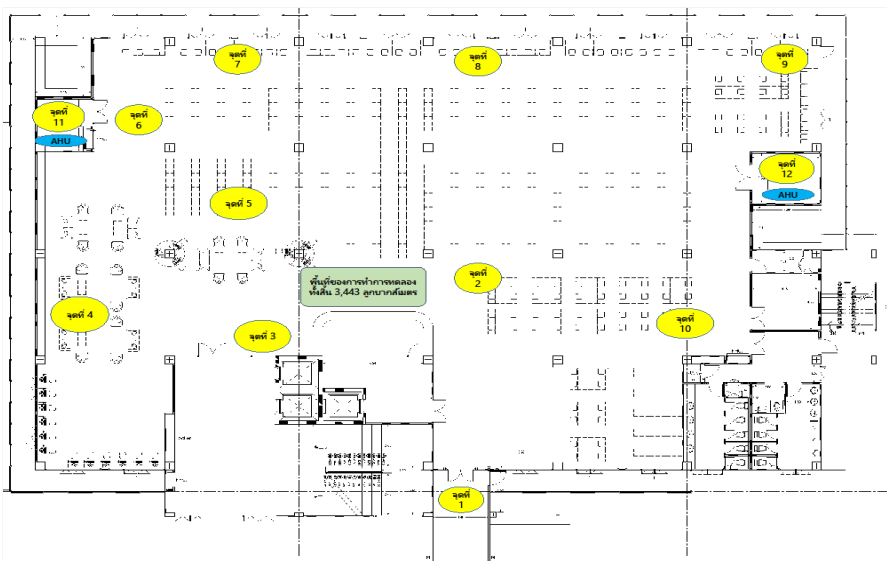 จุดที่
7
จุดที่
8
จุดที่
9
จุดที่
11
AHU
จุดที่
6
จุดที่
12
AHU
จุดที่ 5
จุดที่
2
พื้นที่ของการทำการทดลอง
ทั้งสิ้น 3,443 ลูกบาศก์เมตร
จุดที่ 4
จุดที่ 3
จุดที่
10
จุดที่
1